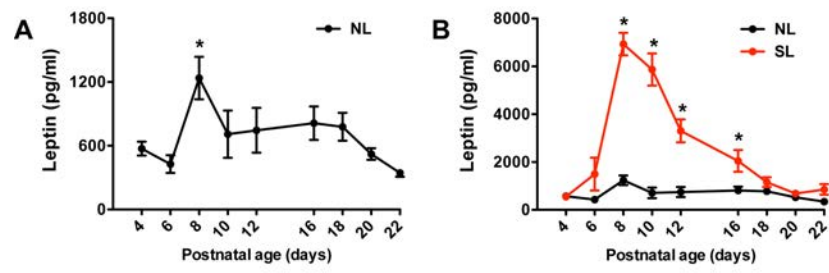 A
NL
*
Leptin (pg/ml)
1800
1200
600
0
4 6 8 10 12 16 18 20 22
Postnatal age (days)
B
NL
SL
* * * *
Leptin (pg/ml)
8000
6000
4000
2000
0
4 6 8 10 12 16 18 20 22
Postnatal age (days)